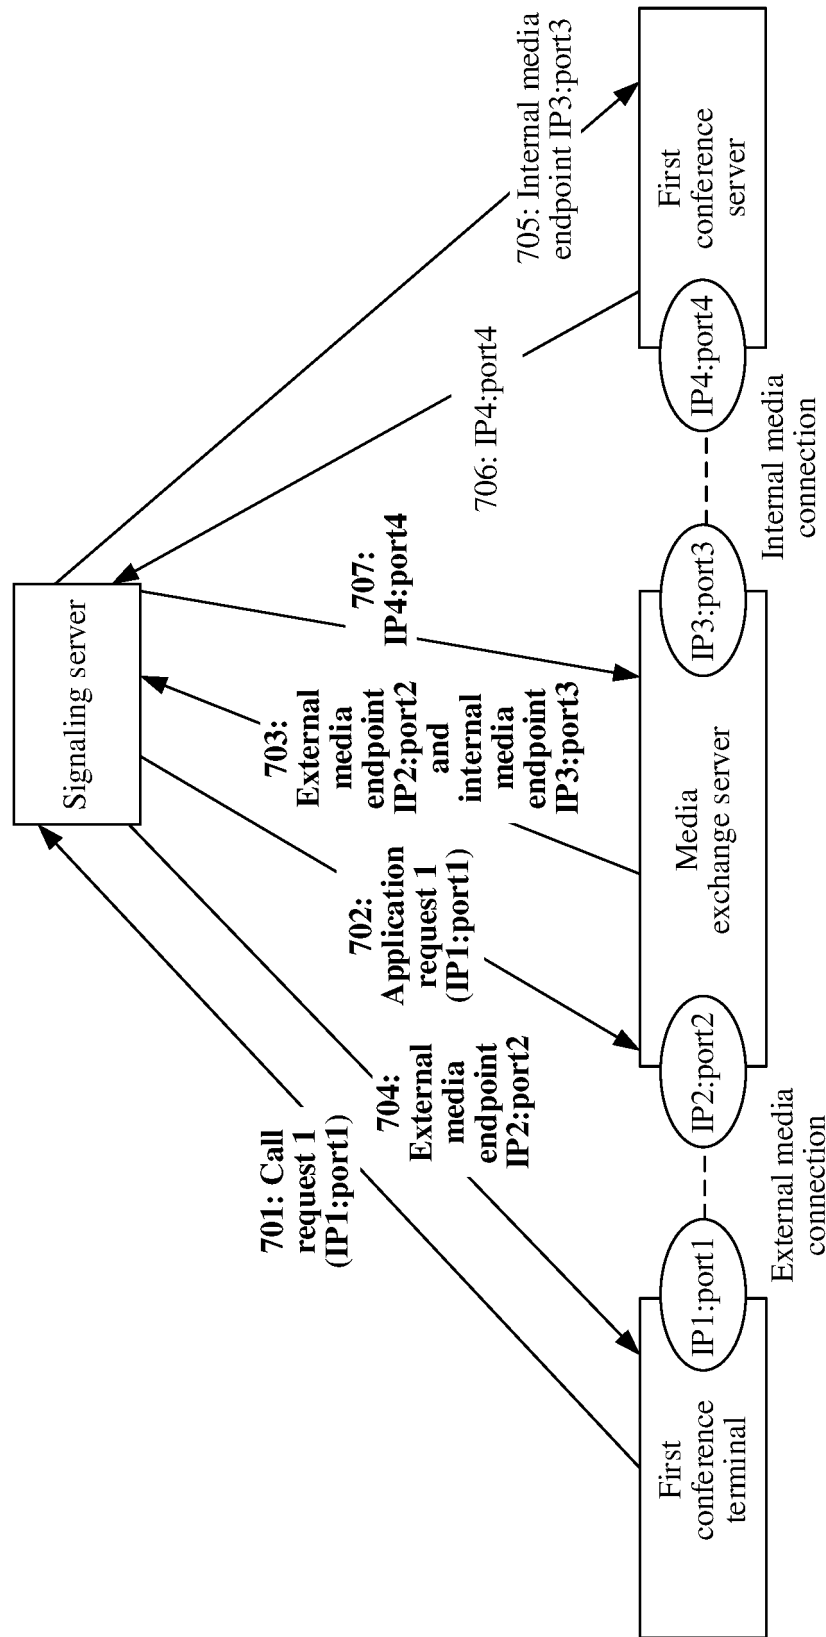 Signaling server
701: Call
request 1
(IP1:port1)
704:
External
media
endpoint
IP2:port2
702:
Application
request 1
(IP1:port1)
703:
External
media
endpoint
IP2:port2
and
internal
media
endpoint
IP3:port3
707:
IP4:port4
706: IP4:port4
705: Internal media
endpoint IP3:port3
First
conference
terminal
IP1:port1
External media
connection
IP2:port2
Media
exchange server
IP3:port3
Internal media
connection
IP4:port4
First
conference
server